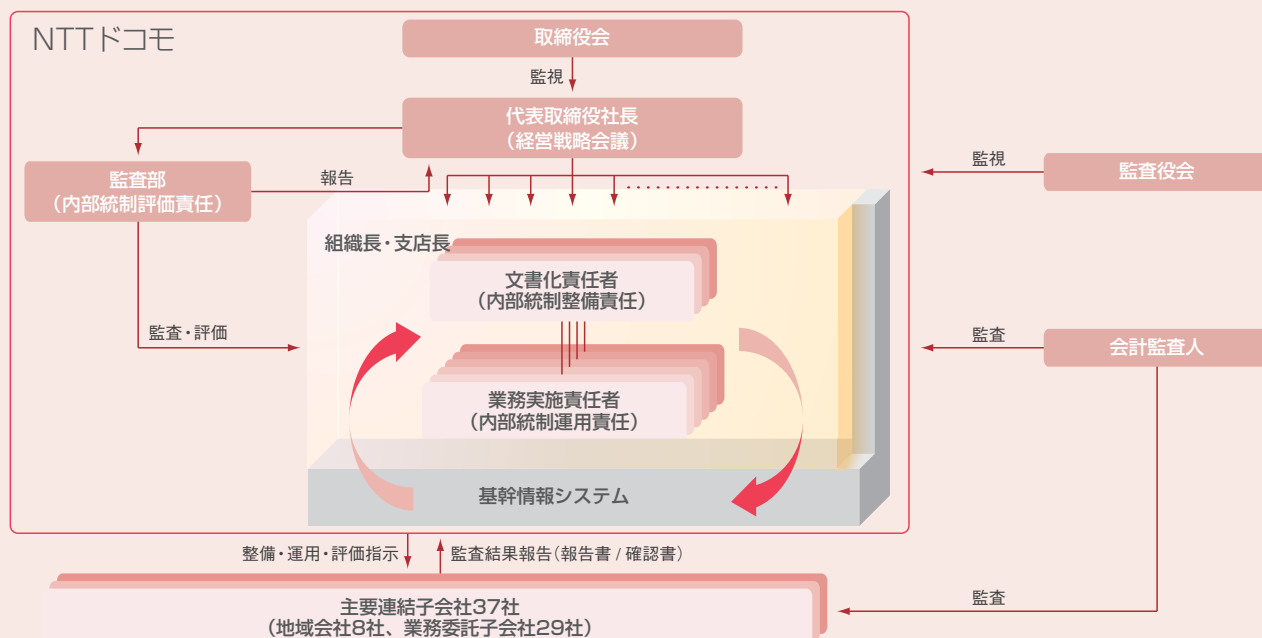 NTTドコモ
取締役会
監視
代表取締役社長
（経営戦略会議）
監査部
（内部統制評価責任）
報告
監視
監査役会
組織長・支店長
文書化責任者
（内部統制整備責任）
監査・評価
監査
会計監査人
業務実施責任者
（内部統制運用責任）
基幹情報システム
整備・運用・評価指示
監査結果報告（報告書 / 確認書）
監査
主要連結子会社37社
（地域会社8社、業務委託子会社29社）